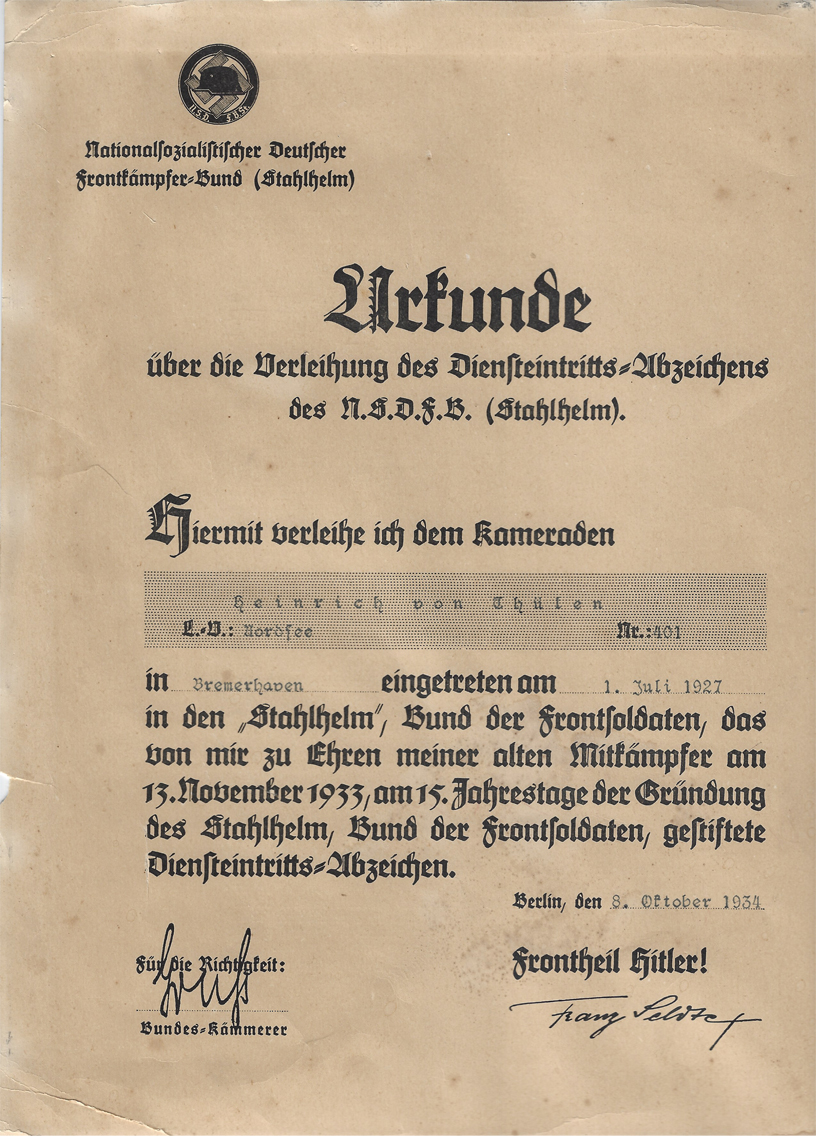 N.S.D. F.B.St.
Nationalsozialistischer Deutscher
Frontkämpfer-Bund (Stahlhelm)
Urkunde
über die Verleihung des Diensteintritts-Abzeichens
des N.S.D.F.B. (Stahlhelm).
Hiermit verleihe ich dem Kameraden
Heinrich von Thülen
L.-V.: Nordsee Nr.: 401
in Bremerhaven eingetreten am 1. Juli 1927
in den „Stahlhelm“, Bund der Frontsoldaten, das
von mir zu Ehren meiner alten Mitkämpfer am
13. November 1933, am 15. Jahrestage der Gründung
des Stahlhelm, Bund der Frontsoldaten, gestiftete
Diensteintritts-Abzeichen.
Berlin, den 8. Oktober 1934
Für die Richtigkeit:
Bundes-Kämmerer
Frontheil Hitler!
Franz Seldte